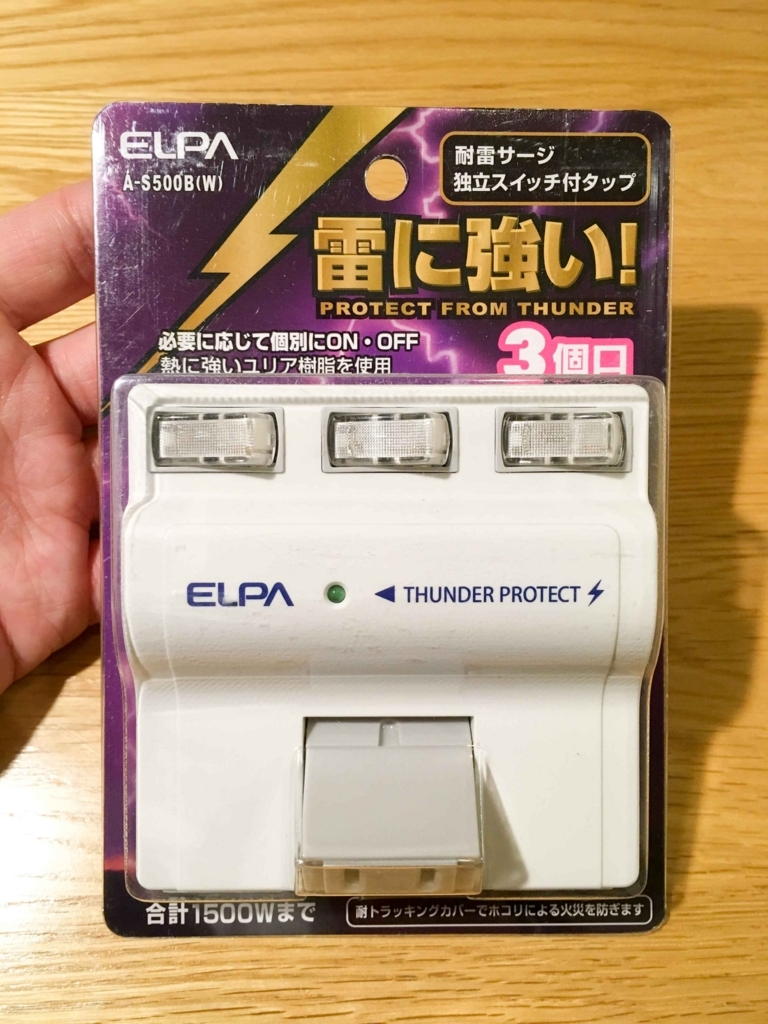 ELPA
A-S500B(W)
耐雷サージ
独立スイッチ付タップ
雷に強い!
PROTECT FROM THUNDER
必要に応じて個別にON・OFF
熱に強いユリア樹脂を使用
3個口
ELPA
◀ THUNDER PROTECT
合計1500Wまで
耐トラッキングカバーでホコリによる火災を防ぎます